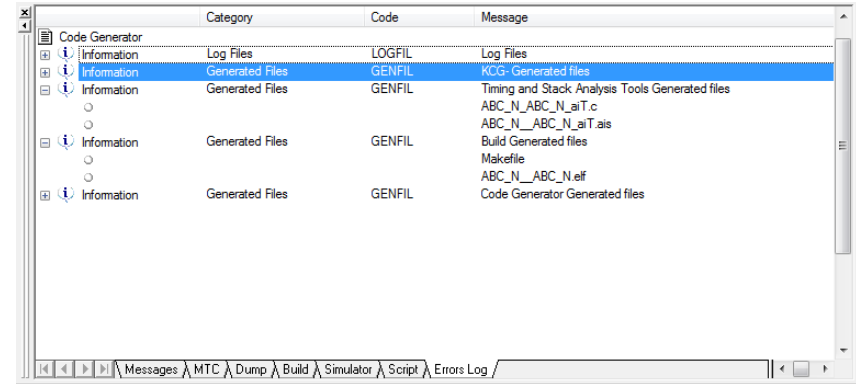 Category Code Message
Code Generator
Information Log Files LOGFIL Log Files
Information Generated Files GENFIL KCG- Generated files
Information Generated Files GENFIL Timing and Stack Analysis Tools Generated files
ABC_N_ABC_N_aiT.c
ABC_N__ABC_N_aiT.ais
Information Generated Files GENFIL Build Generated files
Makefile
ABC_N__ABC_N.elf
Information Generated Files GENFIL Code Generator Generated files
Messages MTC Dump Build Simulator Script Errors Log